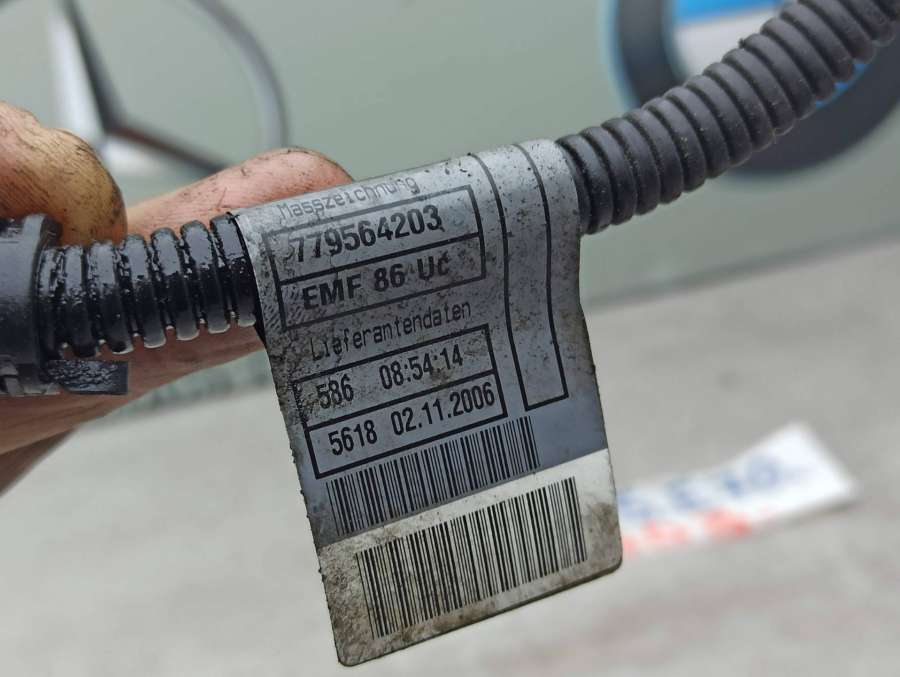 Masszeichnung
779564203
EMF 86 Uc
Lieferantendaten
586 08:54:14
5618 02.11.2006